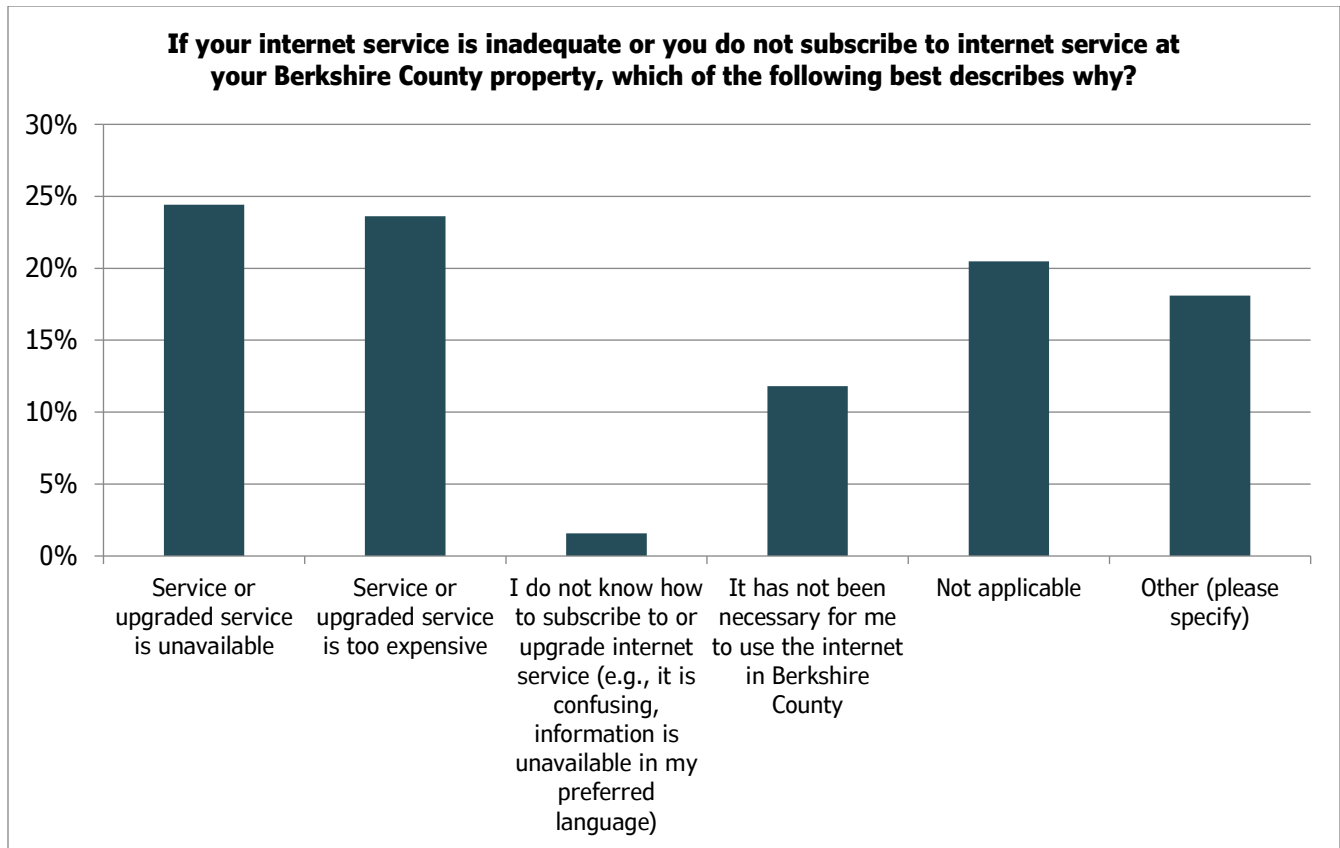 If your internet service is inadequate or you do not subscribe to internet service at
your Berkshire County property, which of the following best describes why?
30%
25%
20%
15%
10%
5%
0%
Service or
upgraded service
is unavailable
Service or
upgraded service
is too expensive
I do not know how
to subscribe to or
upgrade internet
service (e.g., it is
confusing,
information is
unavailable in my
preferred
language)
It has not been
necessary for me
to use the internet
in Berkshire
County
Not applicable
Other (please
specify)